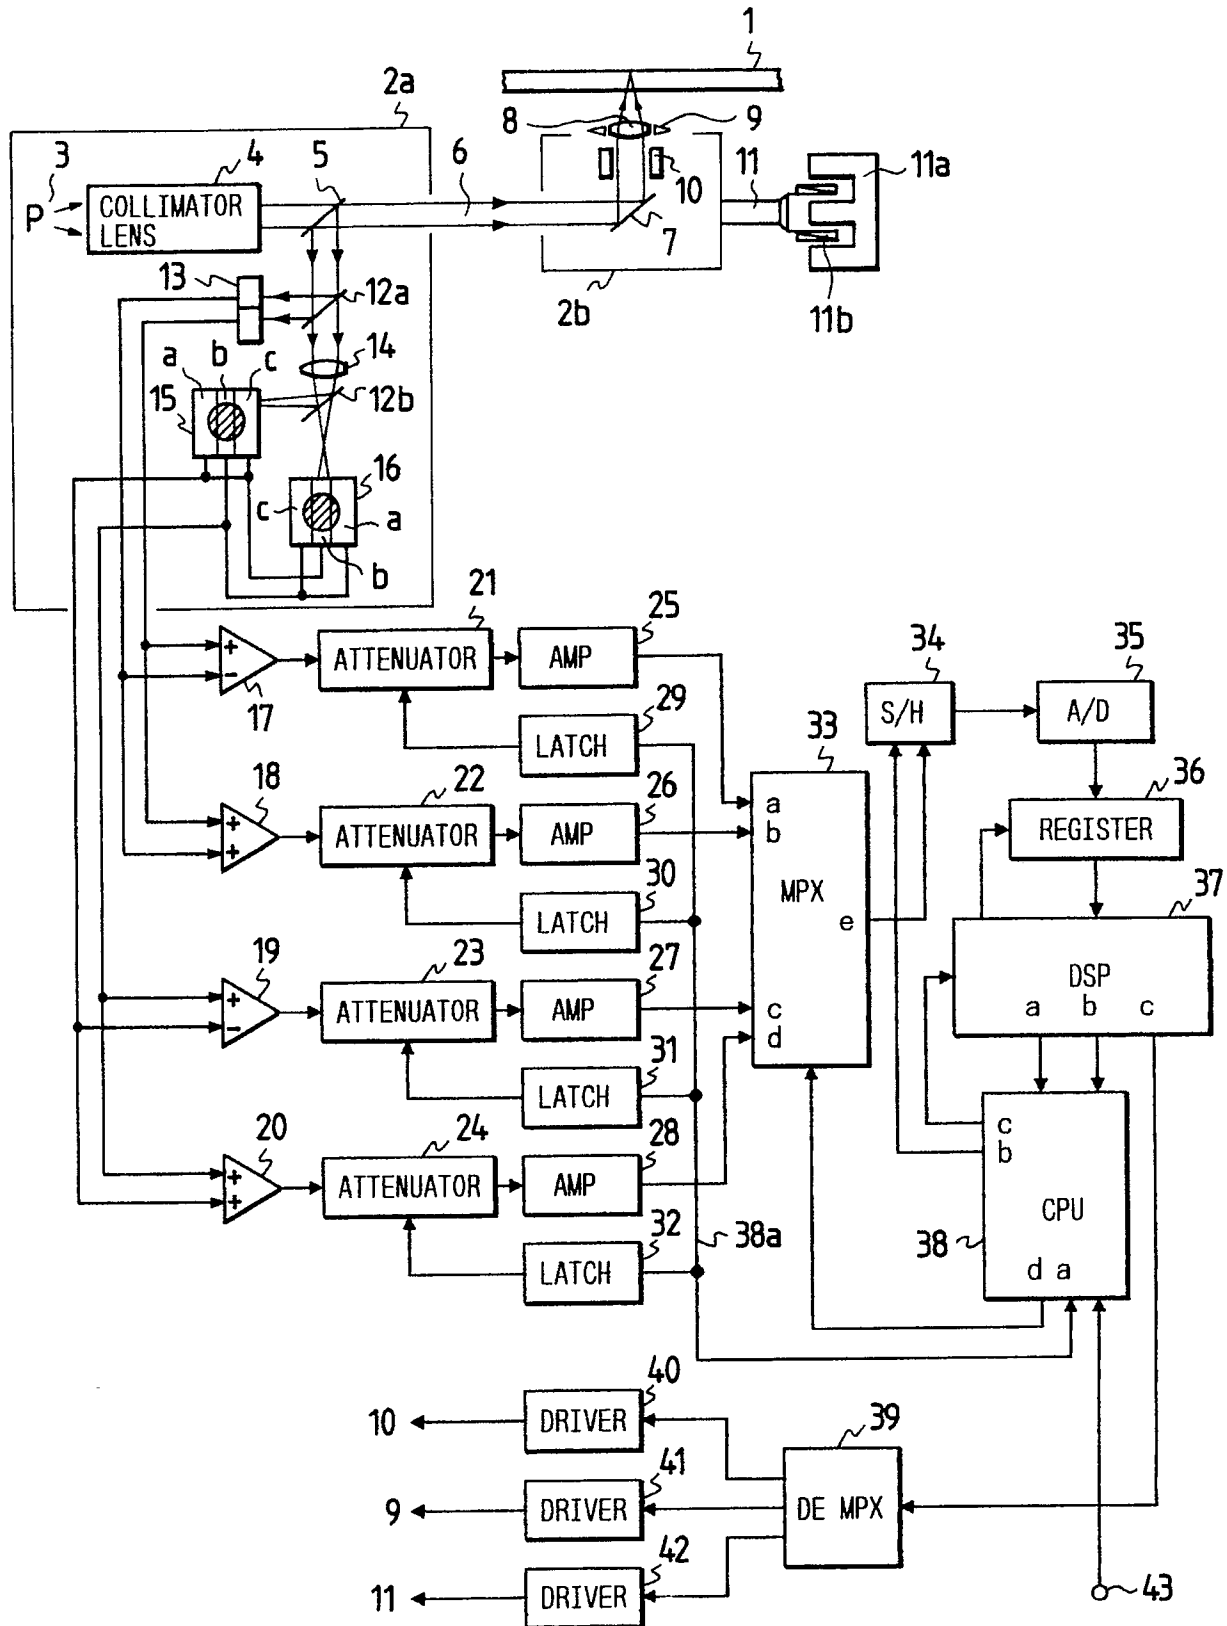 1
2a
3
4
5
6
8
9
10
11
11a
P
COLLIMATOR
LENS
7
2b
11b
13
12a
14
a
b
c
15
12b
16
c
a
b
21
25
34
35
+
−
ATTENUATOR
AMP
S/H
A/D
17
29
33
LATCH
36
18
22
26
a
b
REGISTER
+
+
ATTENUATOR
AMP
MPX
30
37
LATCH
e
19
23
27
DSP
+
−
ATTENUATOR
AMP
c
d
a
b
c
31
LATCH
c
b
20
24
28
+
+
ATTENUATOR
AMP
CPU
32
38a
38
LATCH
d
a
40
10
DRIVER
39
41
9
DRIVER
DE MPX
42
11
DRIVER
43